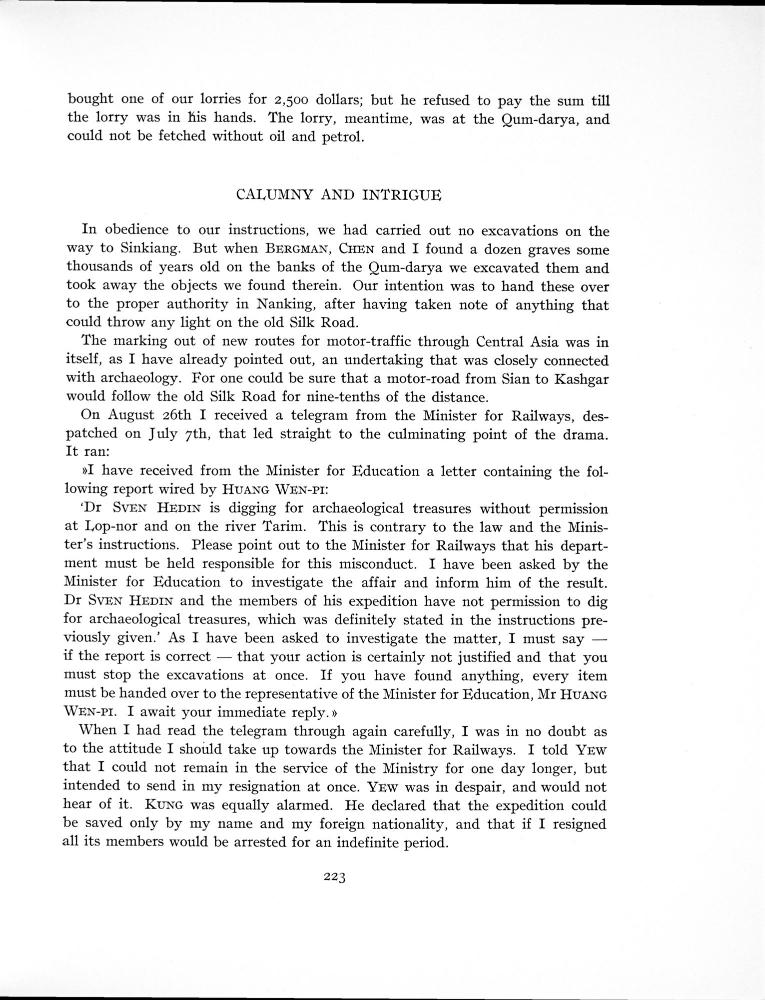 bought one of our lorries for 2,500 dollars; but he refused to pay the sum till
the lorry was in his hands. The lorry, meantime, was at the Qum-darya, and
could not be fetched without oil and petrol.
CALUMNY AND INTRIGUE
In obedience to our instructions, we had carried out no excavations on the
way to Sinkiang. But when BERGMAN, CHEN and I found a dozen graves some
thousands of years old on the banks of the Qum-darya we excavated them and
took away the objects we found therein. Our intention was to hand these over
to the proper authority in Nanking, after having taken note of anything that
could throw any light on the old Silk Road.
The marking out of new routes for motor-traffic through Central Asia was in
itself, as I have already pointed out, an undertaking that was closely connected
with archaeology. For one could be sure that a motor-road from Sian to Kashgar
would follow the old Silk Road for nine-tenths of the distance.
On August 26th I received a telegram from the Minister for Railways, des-
patched on July 7th, that led straight to the culminating point of the drama.
It ran:
»I have received from the Minister for Education a letter containing the fol-
lowing report wired by HUANG WEN-PI:
‘Dr SVEN HEDIN is digging for archaeological treasures without permission
at Lop-nor and on the river Tarim. This is contrary to the law and the Minis-
ter's instructions. Please point out to the Minister for Railways that his depart-
ment must be held responsible for this misconduct. I have been asked by the
Minister for Education to investigate the affair and inform him of the result.
Dr SVEN HEDIN and the members of his expedition have not permission to dig
for archaeological treasures, which was definitely stated in the instructions pre-
viously given.’ As I have been asked to investigate the matter, I must say —
if the report is correct — that your action is certainly not justified and that you
must stop the excavations at once. If you have found anything, every item
must be handed over to the representative of the Minister for Education, Mr HUANG
WEN-PI. I await your immediate reply.»
When I had read the telegram through again carefully, I was in no doubt as
to the attitude I should take up towards the Minister for Railways. I told YEW
that I could not remain in the service of the Ministry for one day longer, but
intended to send in my resignation at once. YEW was in despair, and would not
hear of it. KUNG was equally alarmed. He declared that the expedition could
be saved only by my name and my foreign nationality, and that if I resigned
all its members would be arrested for an indefinite period.
223